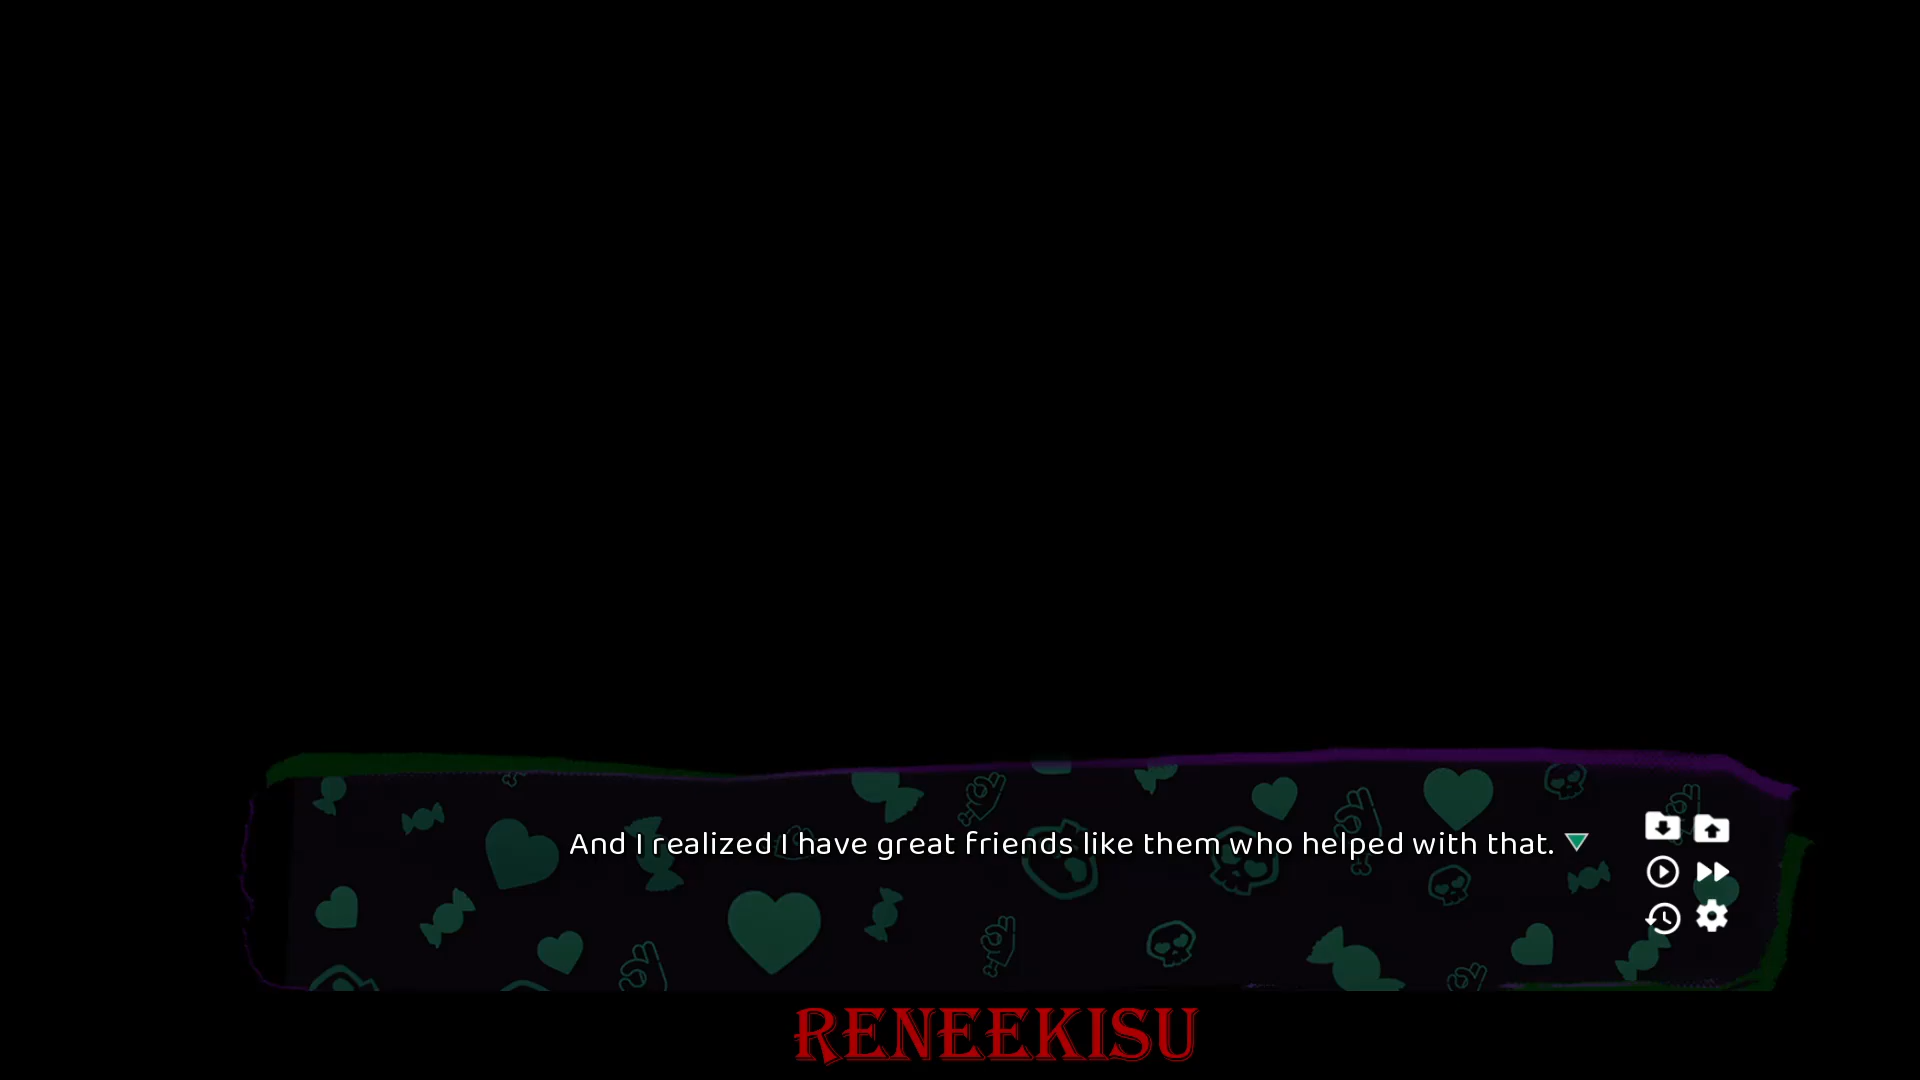 And I realized I have great friends like them who helped with that.
RENEEKISU